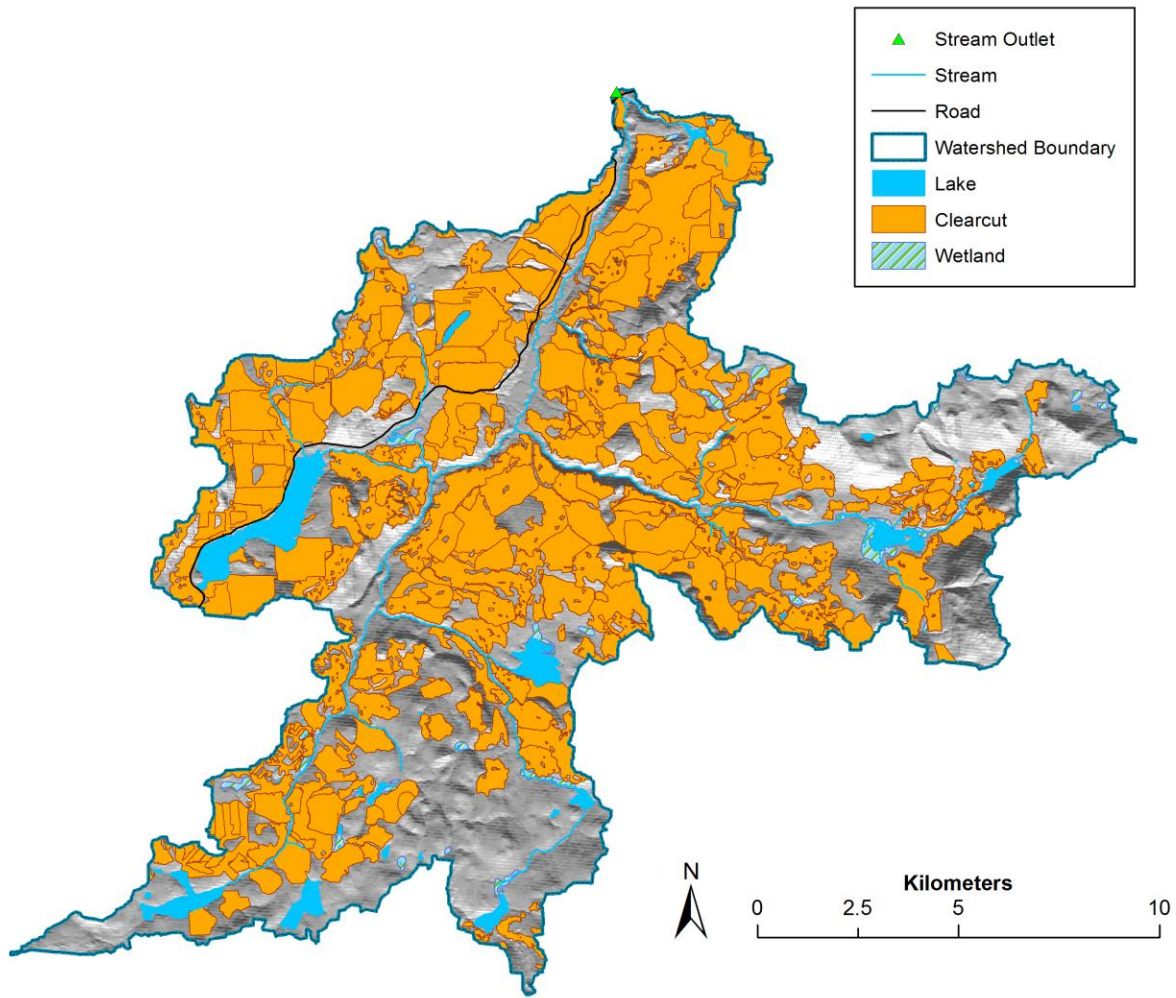 Stream Outlet
Stream
Road
Watershed Boundary
Lake
Clearcut
Wetland
N
Kilometers
0 2.5 5 10